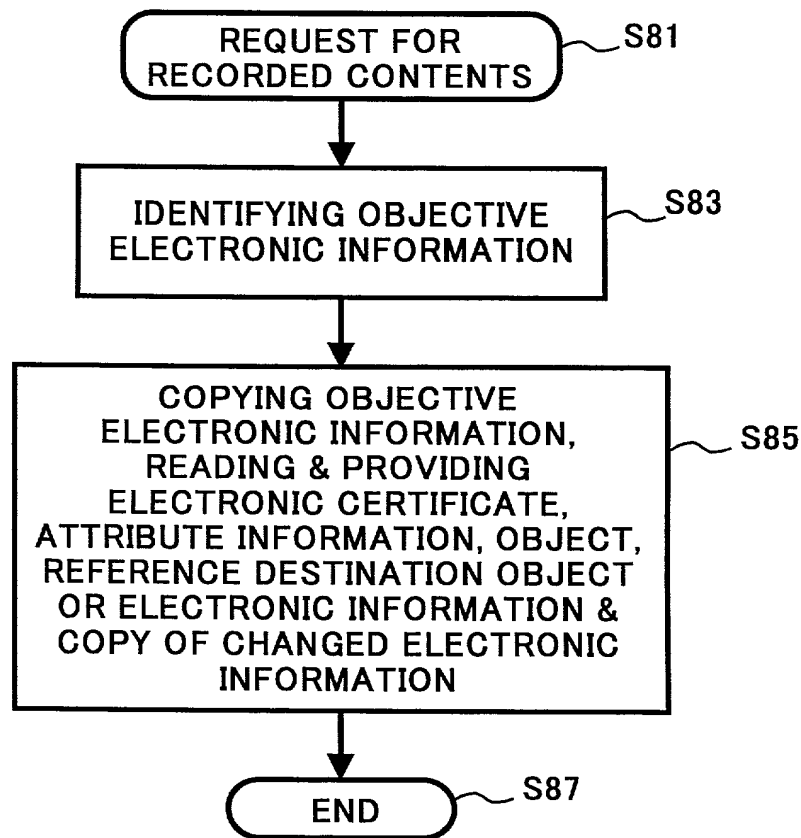 REQUEST FOR
RECORDED CONTENTS
S81
IDENTIFYING OBJECTIVE
ELECTRONIC INFORMATION
S83
COPYING OBJECTIVE
ELECTRONIC INFORMATION,
READING & PROVIDING
ELECTRONIC CERTIFICATE,
ATTRIBUTE INFORMATION, OBJECT,
REFERENCE DESTINATION OBJECT
OR ELECTRONIC INFORMATION &
COPY OF CHANGED ELECTRONIC
INFORMATION
S85
END
S87